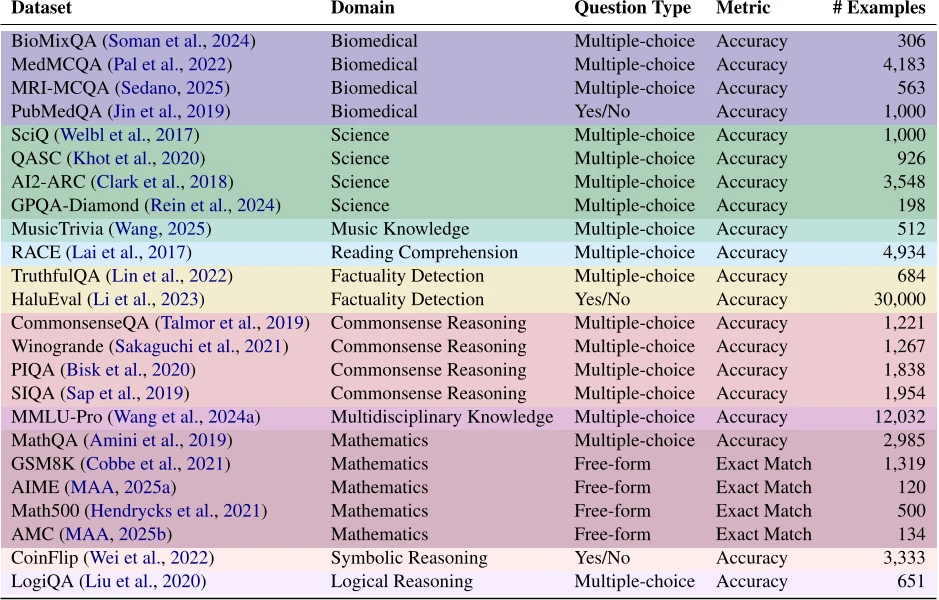 Dataset Domain Question Type Metric # Examples
BioMixQA (Soman et al., 2024) Biomedical Multiple-choice Accuracy 306
MedMCQA (Pal et al., 2022) Biomedical Multiple-choice Accuracy 4,183
MRI-MCQA (Sedano, 2025) Biomedical Multiple-choice Accuracy 563
PubMedQA (Jin et al., 2019) Biomedical Yes/No Accuracy 1,000
SciQ (Welbl et al., 2017) Science Multiple-choice Accuracy 1,000
QASC (Khot et al., 2020) Science Multiple-choice Accuracy 926
AI2-ARC (Clark et al., 2018) Science Multiple-choice Accuracy 3,548
GPQA-Diamond (Rein et al., 2024) Science Multiple-choice Accuracy 198
MusicTrivia (Wang, 2025) Music Knowledge Multiple-choice Accuracy 512
RACE (Lai et al., 2017) Reading Comprehension Multiple-choice Accuracy 4,934
TruthfulQA (Lin et al., 2022) Factuality Detection Multiple-choice Accuracy 684
HaluEval (Li et al., 2023) Factuality Detection Yes/No Accuracy 30,000
CommonsenseQA (Talmor et al., 2019) Commonsense Reasoning Multiple-choice Accuracy 1,221
Winogrande (Sakaguchi et al., 2021) Commonsense Reasoning Multiple-choice Accuracy 1,267
PIQA (Bisk et al., 2020) Commonsense Reasoning Multiple-choice Accuracy 1,838
SIQA (Sap et al., 2019) Commonsense Reasoning Multiple-choice Accuracy 1,954
MMLU-Pro (Wang et al., 2024a) Multidisciplinary Knowledge Multiple-choice Accuracy 12,032
MathQA (Amini et al., 2019) Mathematics Multiple-choice Accuracy 2,985
GSM8K (Cobbe et al., 2021) Mathematics Free-form Exact Match 1,319
AIME (MAA, 2025a) Mathematics Free-form Exact Match 120
Math500 (Hendrycks et al., 2021) Mathematics Free-form Exact Match 500
AMC (MAA, 2025b) Mathematics Free-form Exact Match 134
CoinFlip (Wei et al., 2022) Symbolic Reasoning Yes/No Accuracy 3,333
LogiQA (Liu et al., 2020) Logical Reasoning Multiple-choice Accuracy 651